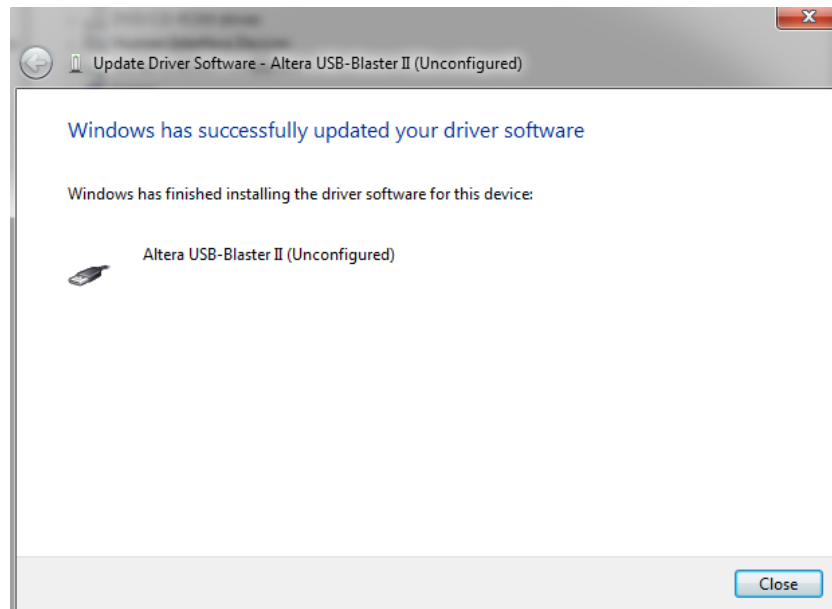 Update Driver Software - Altera USB-Blaster II (Unconfigured)
Windows has successfully updated your driver software
Windows has finished installing the driver software for this device:
Altera USB-Blaster II (Unconfigured)
Close